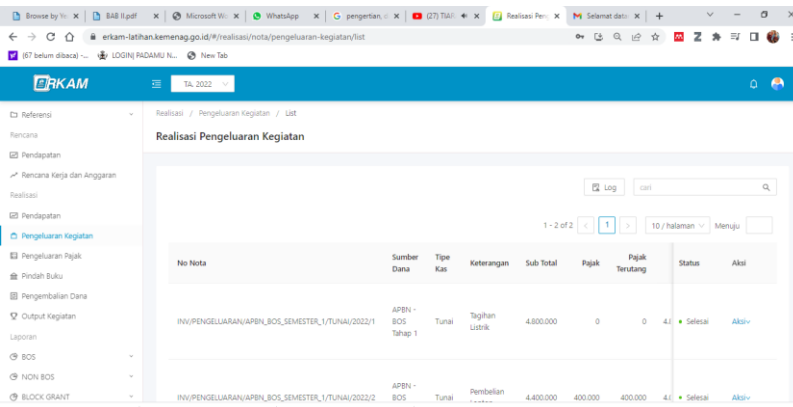 Browse by Ye
BAB II.pdf
Microsoft Wo
WhatsApp
pengertian, d
(27) TIAR
Realisasi Peng
Selamat data
erkam-latihan.kemenag.go.id/#/realisasi/nota/pengeluaran-kegiatan/list
(67 belum dibaca) -...
LOGIN| PADAMU N...
New Tab
ERKAM
TA. 2022
Referensi
Rencana
Pendapatan
Rencana Kerja dan Anggaran
Realisasi
Pendapatan
Pengeluaran Kegiatan
Pengeluaran Pajak
Pindah Buku
Pengembalian Dana
Output Kegiatan
Laporan
BOS
NON BOS
BLOCK GRANT
Realisasi / Pengeluaran Kegiatan / List
Realisasi Pengeluaran Kegiatan
Log
cari
1 - 2 of 2 < 1 > 10 / halaman Menuju
No Nota
Sumber Dana
Tipe Kas
Keterangan
Sub Total
Pajak
Pajak Terutang
Status
Aksi
INV/PENGELUARAN/APBN_BOS_SEMESTER_1/TUNAI/2022/1
APBN - BOS Tahap 1
Tunai
Tagihan Listrik
4.800.000
0
0
Selesai
Aksi
INV/PENGELUARAN/APBN_BOS_SEMESTER_1/TUNAI/2022/2
APBN - BOS
Tunai
Pembelian
4.400.000
400.000
400.000
Selesai
Aksi